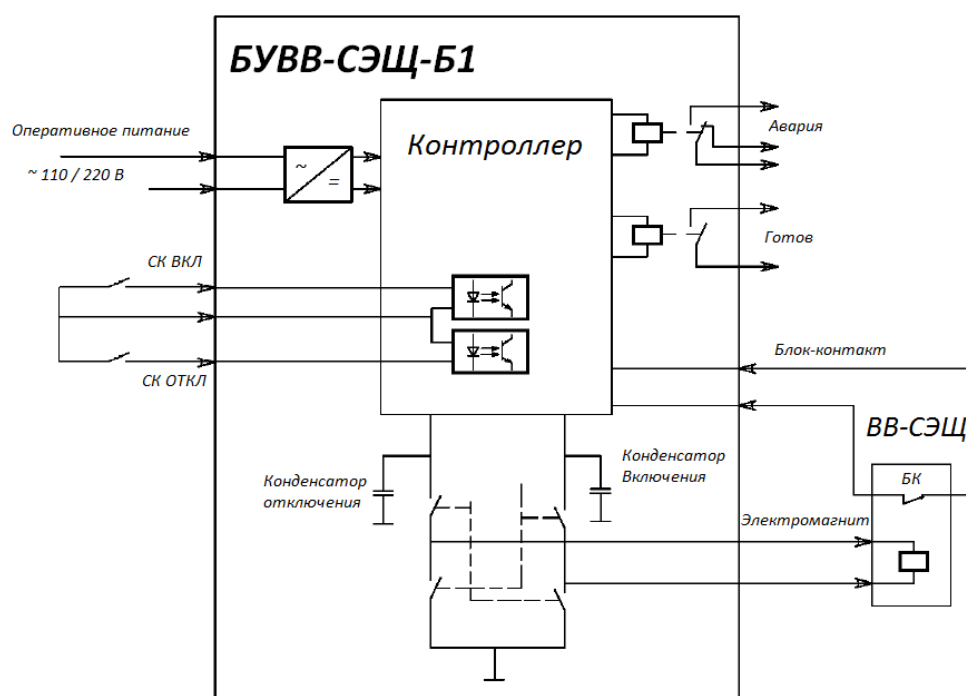 БУВВ-СЭЩ-Б1
Оперативное питание
~ 110 / 220 В
~
=
Контроллер
Авария
Готов
СК ВКЛ
СК ОТКЛ
Блок-контакт
ВВ-СЭЩ
БК
Конденсатор
отключения
Конденсатор
Включения
Электромагнит